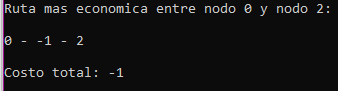 Ruta mas economica entre nodo 0 y nodo 2:
0 - -1 - 2
Costo total: -1